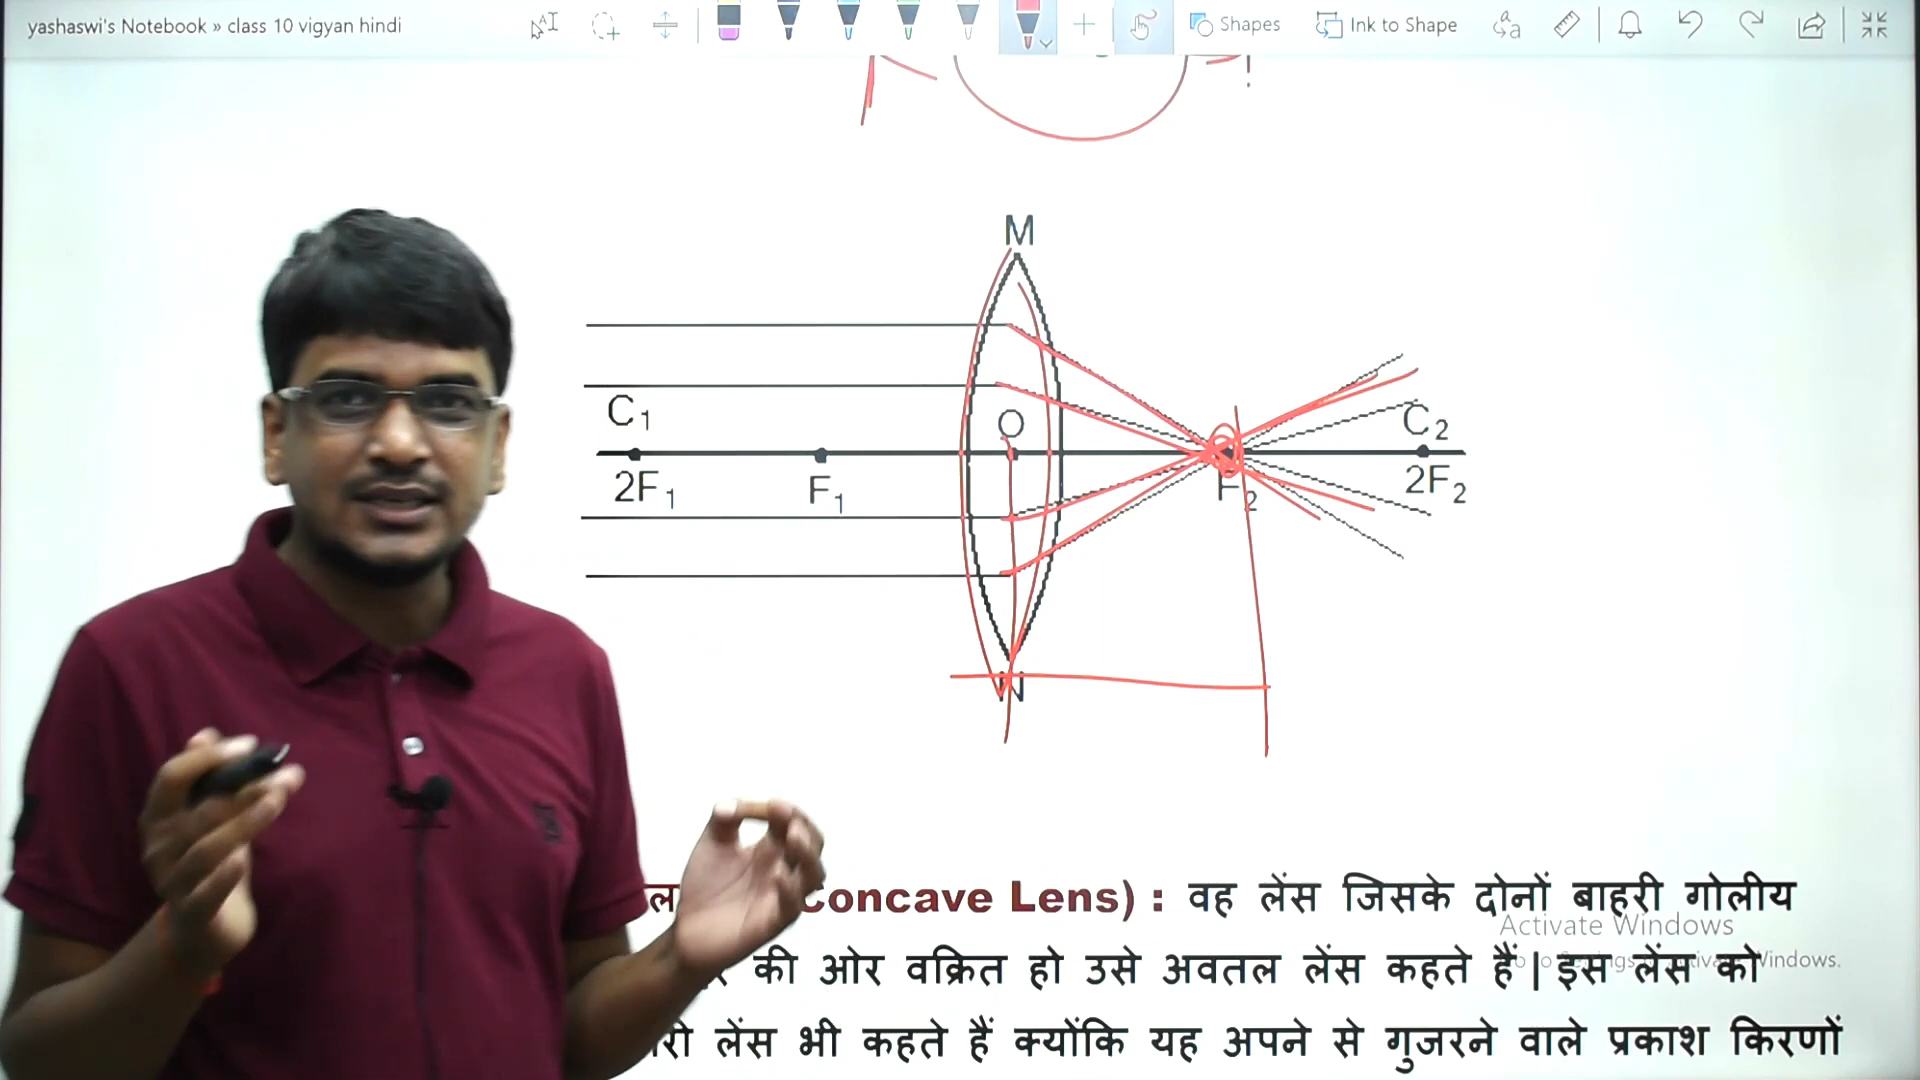 yashaswi's Notebook » class 10 vigyan hindi
Shapes
Ink to Shape
M
C₁
O
C₂
2F₁
F₁
F₂
2F₂
N
Concave Lens) : वह लेंस जिसके दोनों बाहरी गोलीय
Activate Windows
की ओर वक्रित हो उसे अवतल लेंस कहते हैं | इस लेंस को
Windows.
लेंस भी कहते हैं क्योंकि यह अपने से गुजरने वाले प्रकाश किरणों